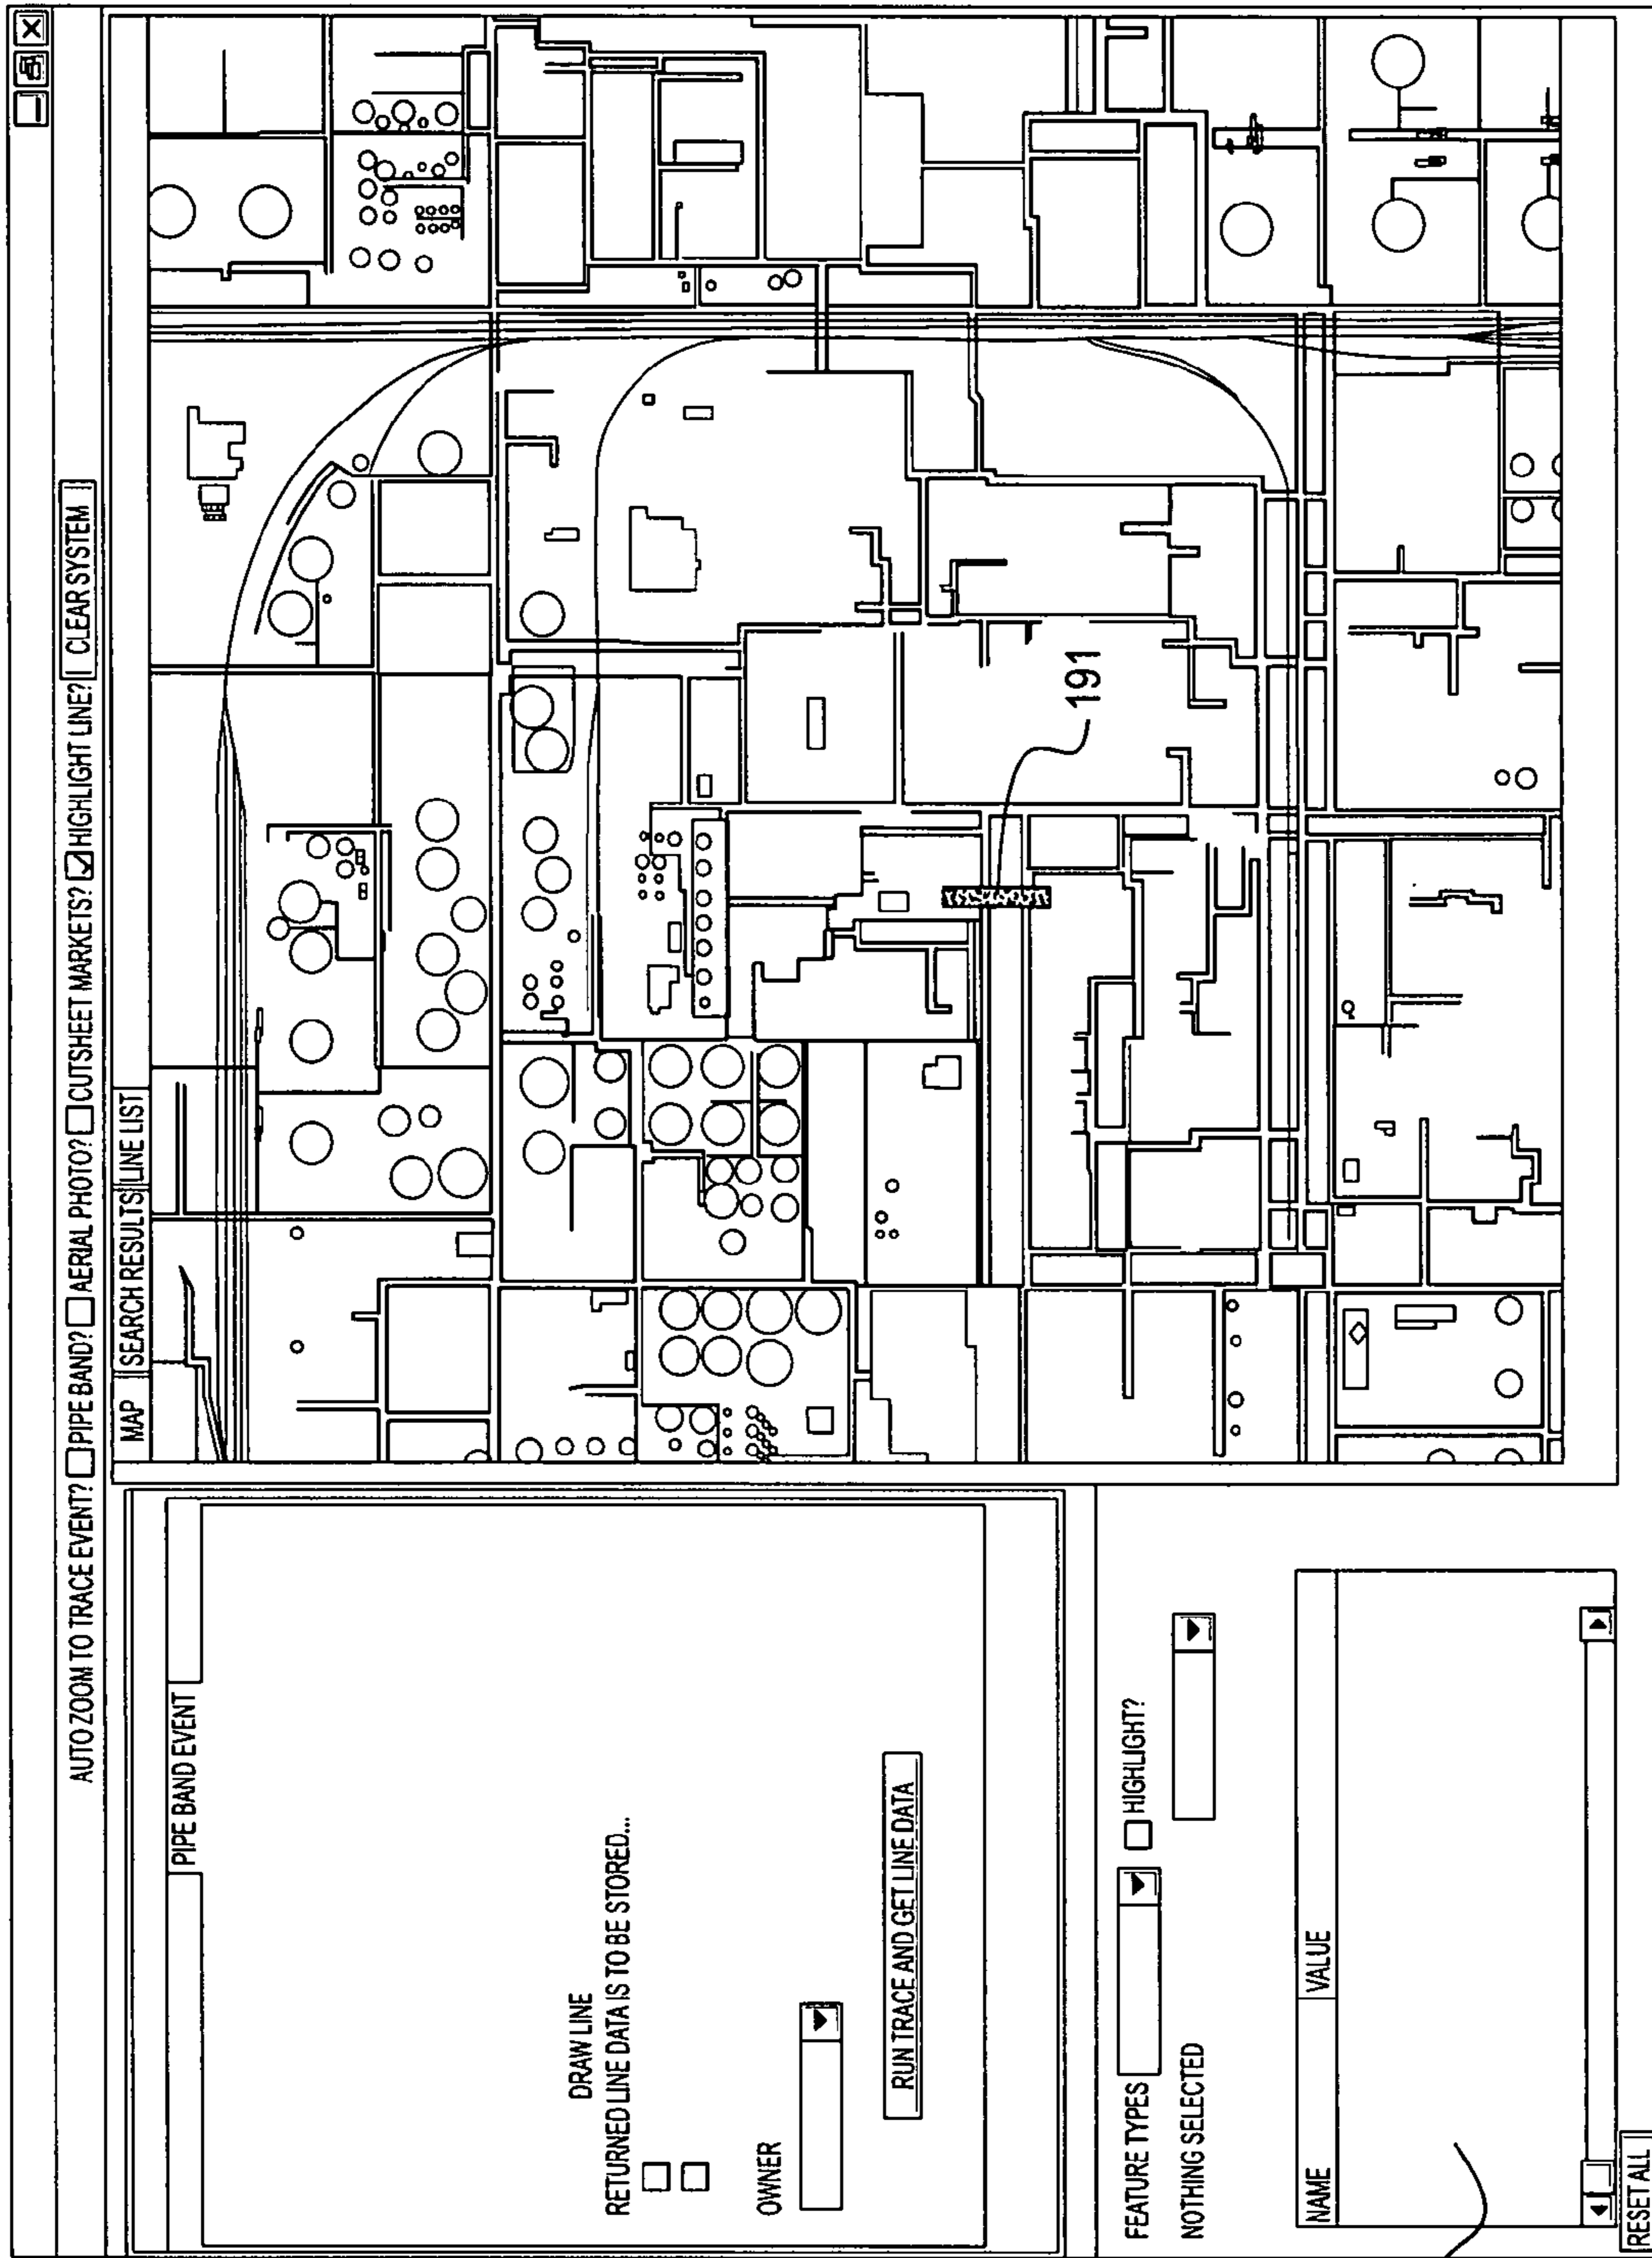 AUTO ZOOM TO TRACE EVENT? PIPE BAND? AERIAL PHOTO? CUTSHEET MARKETS? HIGHLIGHT LINE? CLEAR SYSTEM
PIPE BAND EVENT
DRAW LINE
RETURNED LINE DATA IS TO BE STORED...
OWNER
RUN TRACE AND GET LINE DATA
FEATURE TYPES HIGHLIGHT?
NOTHING SELECTED
NAME VALUE
RESET ALL
MAP SEARCH RESULTS LINE LIST
191